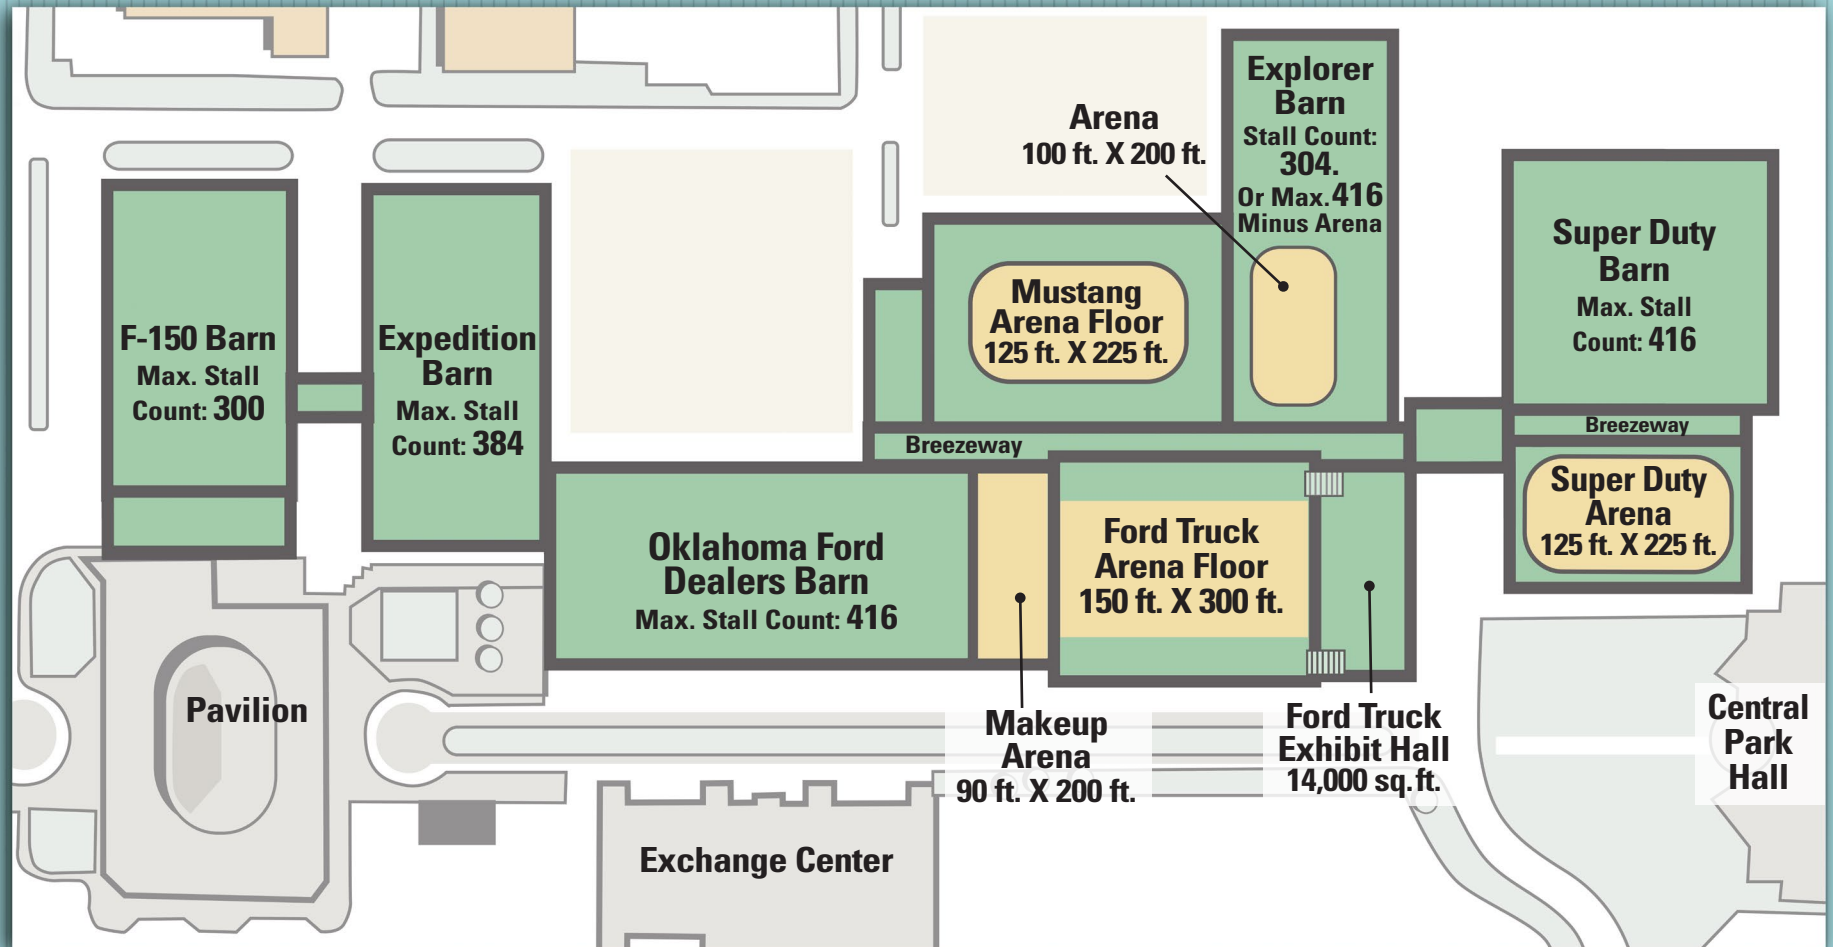 Explorer
Barn
Stall Count:
304.
Or Max. 416
Minus Arena
Arena
100 ft. X 200 ft.
Super Duty
Barn
Max. Stall
Count: 416
Mustang
Arena Floor
125 ft. X 225 ft.
F-150 Barn
Max. Stall
Count: 300
Expedition
Barn
Max. Stall
Count: 384
Breezeway
Breezeway
Super Duty
Arena
125 ft. X 225 ft.
Oklahoma Ford
Dealers Barn
Max. Stall Count: 416
Ford Truck
Arena Floor
150 ft. X 300 ft.
Pavilion
Makeup
Arena
90 ft. X 200 ft.
Ford Truck
Exhibit Hall
14,000 sq. ft.
Central
Park
Hall
Exchange Center